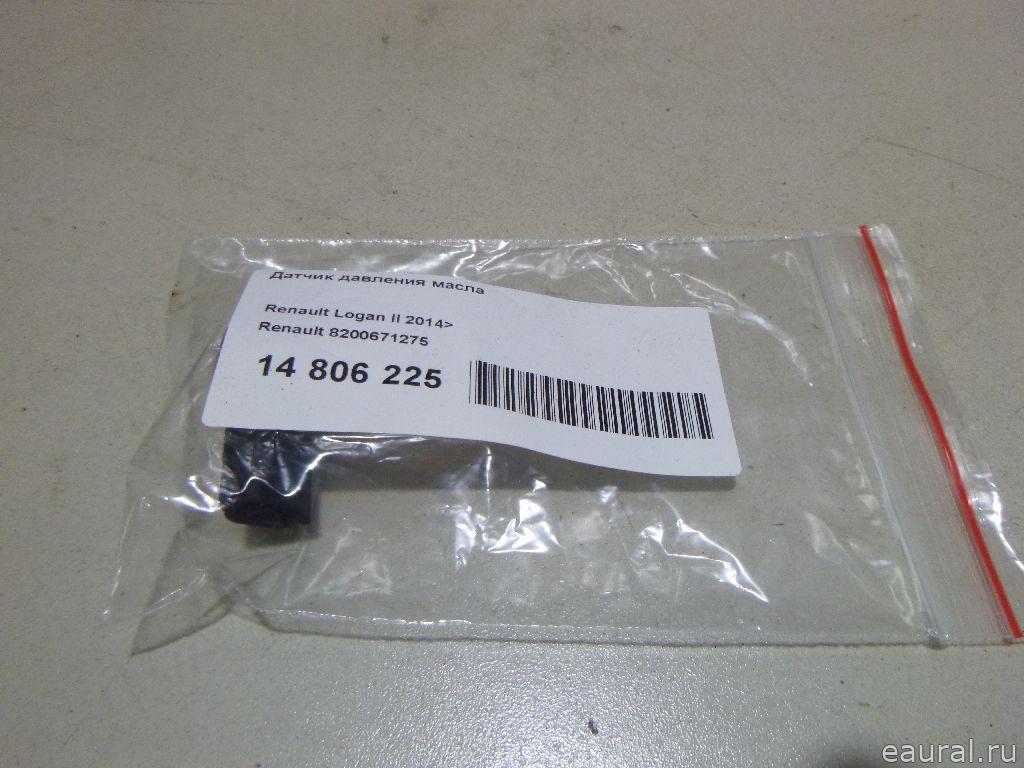 Датчик давления масла
Renault Logan II 2014>
Renault 8200671275
14 806 225
eaural.ru